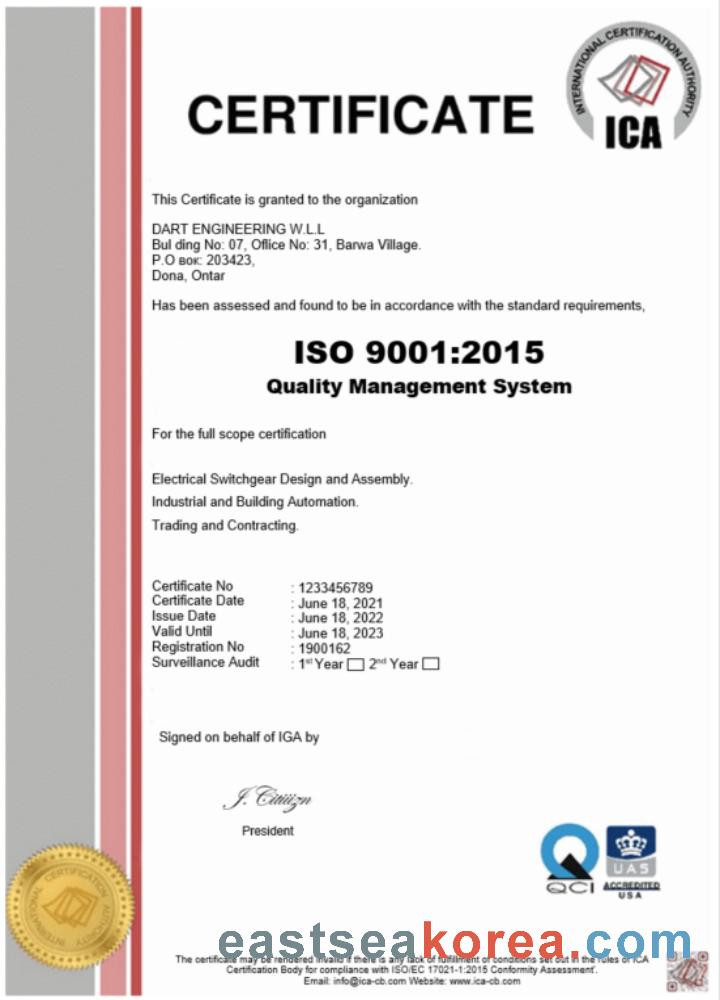 INTERNATIONAL CERTIFICATION AUTHORITY
ICA
CERTIFICATE
This Certificate is granted to the organization
DART ENGINEERING W.L.L
Bul ding No: 07, Office No: 31, Barwa Village.
P.O вок: 203423,
Dona, Ontar
Has been assessed and found to be in accordance with the standard requirements,
ISO 9001:2015
Quality Management System
For the full scope certification
Electrical Switchgear Design and Assembly.
Industrial and Building Automation.
Trading and Contracting.
Certificate No : 1233456789
Certificate Date : June 18, 2021
Issue Date : June 18, 2022
Valid Until : June 18, 2023
Registration No : 1900162
Surveillance Audit : 1st Year 2nd Year
Signed on behalf of IGA by
J. Citiiizn
President
INTERNATIONAL CERTIFICATION AUTHORITY
QCI
UAS
ACCREDITED
USA
eastseakorea.com
The certificate may be rendered invalid if there is any lack of fulfillment of conditions set out in the rules of ICA
Certification Body for compliance with ISO/EC 17021-1:2015 Conformity Assessment'.
Email: info@ica-cb.com Website: www.ica-cb.com